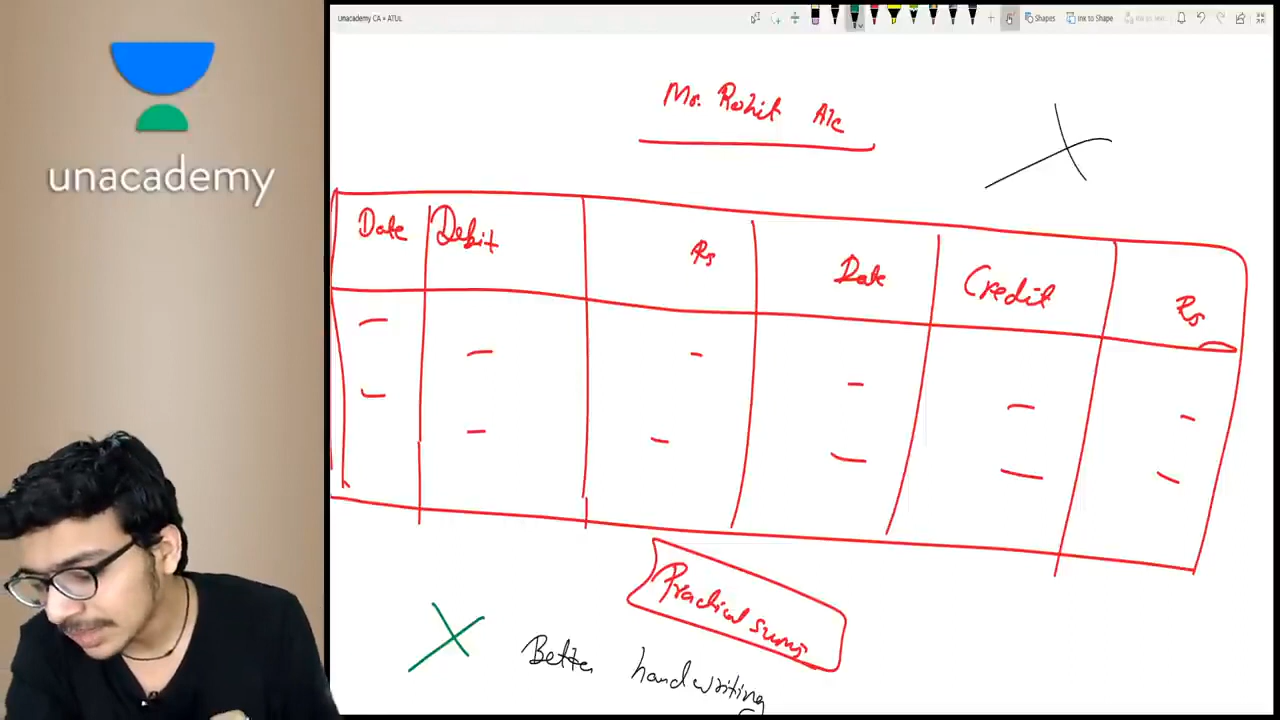 unacademy CA × ATUL
Shapes
Ink to Shape
unacademy
Mr. Rohit A/c
Date Debit Rs Date Credit Rs
Practical sums
Better handwriting